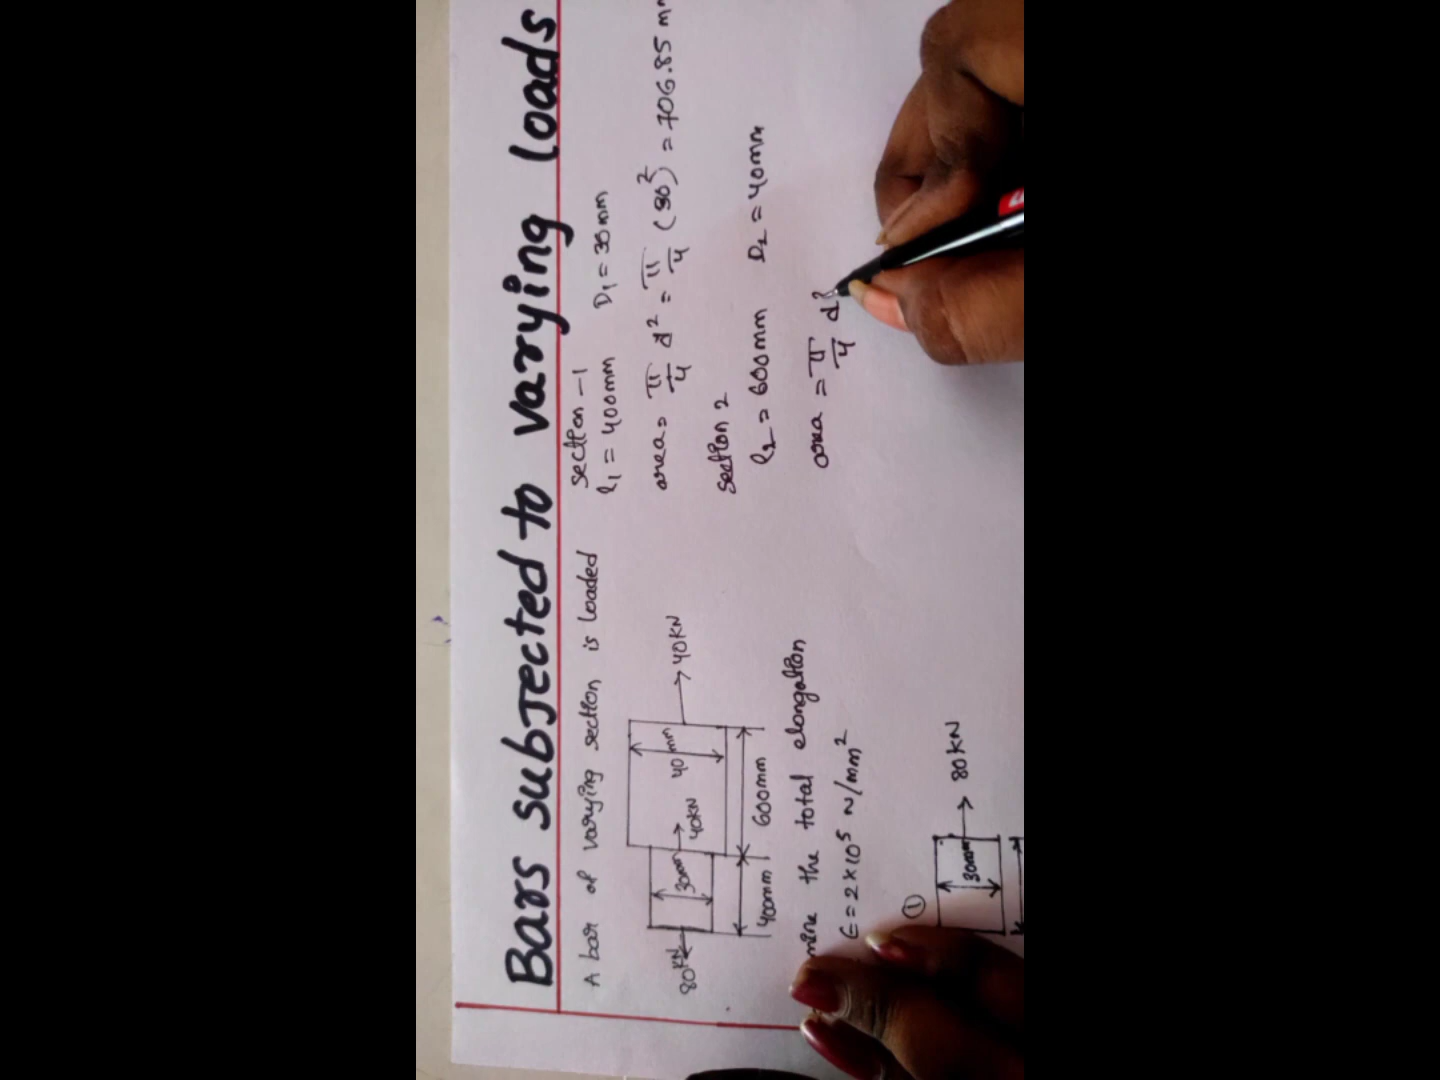 Bars subjected to varying loads
A bar of varying section is loaded
80KN
30mm
40KN
40mm
40KN
400mm
600mm
the total elongation
E = 2×10⁵ N/mm²
①
30mm
80KN
section -1
l₁ = 400mm D₁ = 30mm
area = π/4 d² = π/4 (30²) = 706.85
section 2
l₂ = 600mm D₂ = 40mm
area = π/4 d²